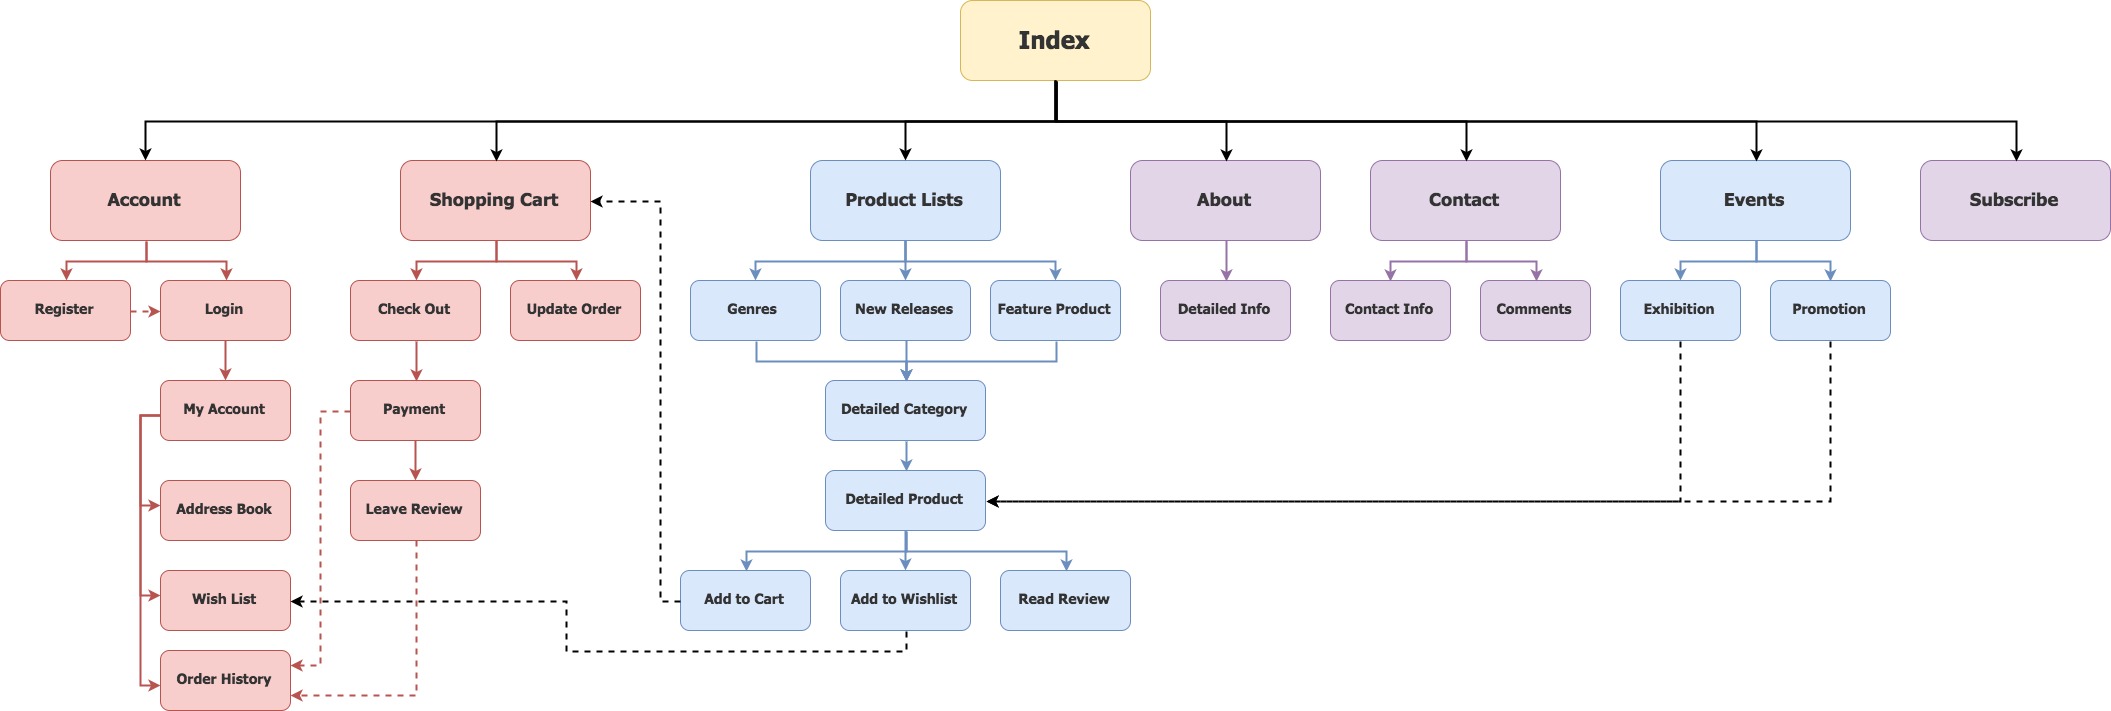 Index
Account
Shopping Cart
Product Lists
About
Contact
Events
Subscribe
Register
Login
Check Out
Update Order
Genres
New Releases
Feature Product
Detailed Info
Contact Info
Comments
Exhibition
Promotion
My Account
Payment
Detailed Category
Address Book
Leave Review
Detailed Product
Wish List
Add to Cart
Add to Wishlist
Read Review
Order History